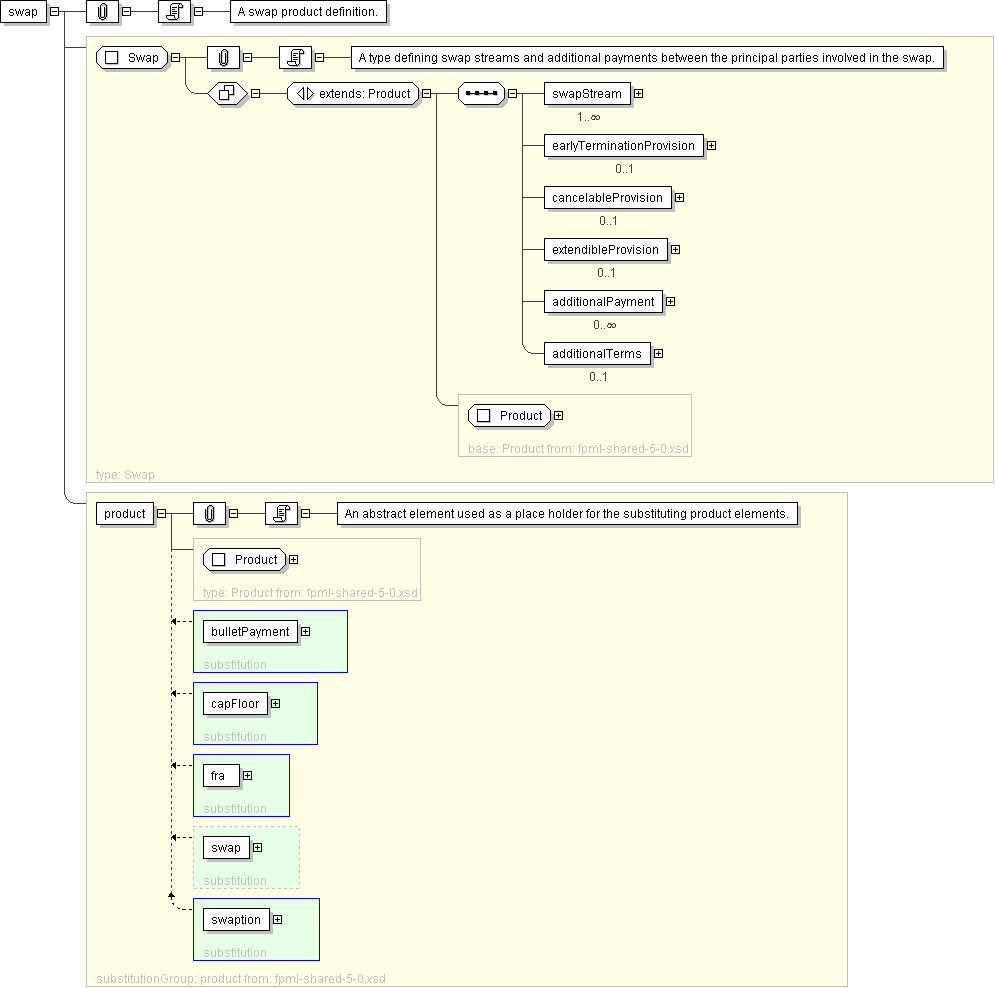 swap
A swap product definition.
Swap
A type defining swap streams and additional payments between the principal parties involved in the swap.
extends: Product
swapStream
1..∞
earlyTerminationProvision
0..1
cancelableProvision
0..1
extendibleProvision
0..1
additionalPayment
0..∞
additionalTerms
0..1
Product
base: Product from: fpml-shared-5-0.xsd
type: Swap
product
An abstract element used as a place holder for the substituting product elements.
Product
type: Product from: fpml-shared-5-0.xsd
bulletPayment
substitution
capFloor
substitution
fra
substitution
swap
substitution
swaption
substitution
substitutionGroup: product from: fpml-shared-5-0.xsd